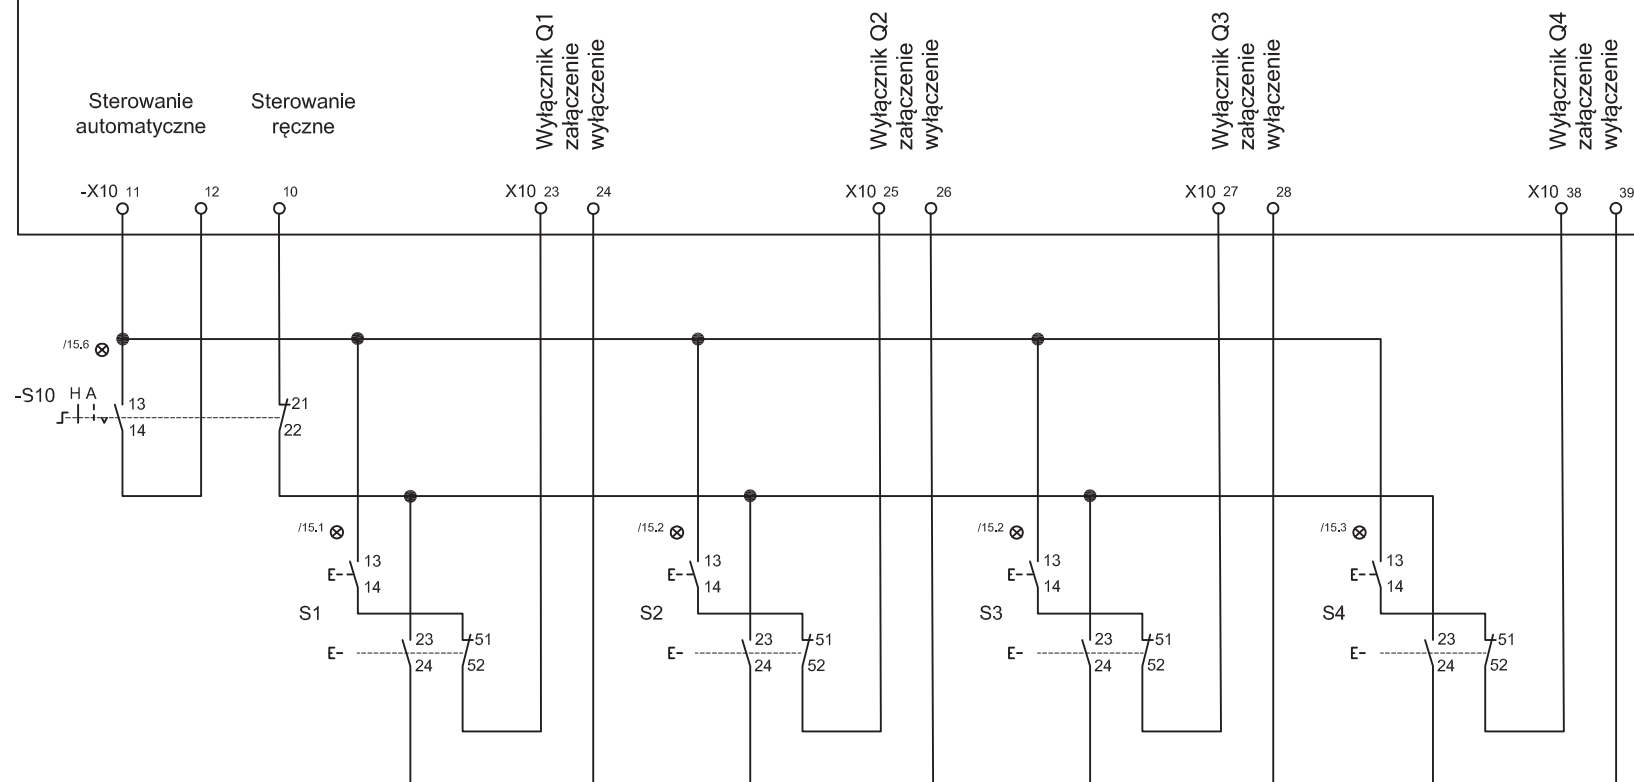 Sterowanie
automatyczne
Sterowanie
ręczne
Wyłącznik Q1
załączenie
wyłączenie
Wyłącznik Q2
załączenie
wyłączenie
Wyłącznik Q3
załączenie
wyłączenie
Wyłącznik Q4
załączenie
wyłączenie
-X10 11 12 10 X10 23 24 X10 25 26 X10 27 28 X10 38 39
/15.6
-S10 H A 13 21
14 22
/15.1 /15.2 /15.2 /15.3
13 13 13 13
E 14 E 14 E 14 E 14
S1 S2 S3 S4
23 51 23 51 23 51 23 51
E 24 52 E 24 52 E 24 52 E 24 52